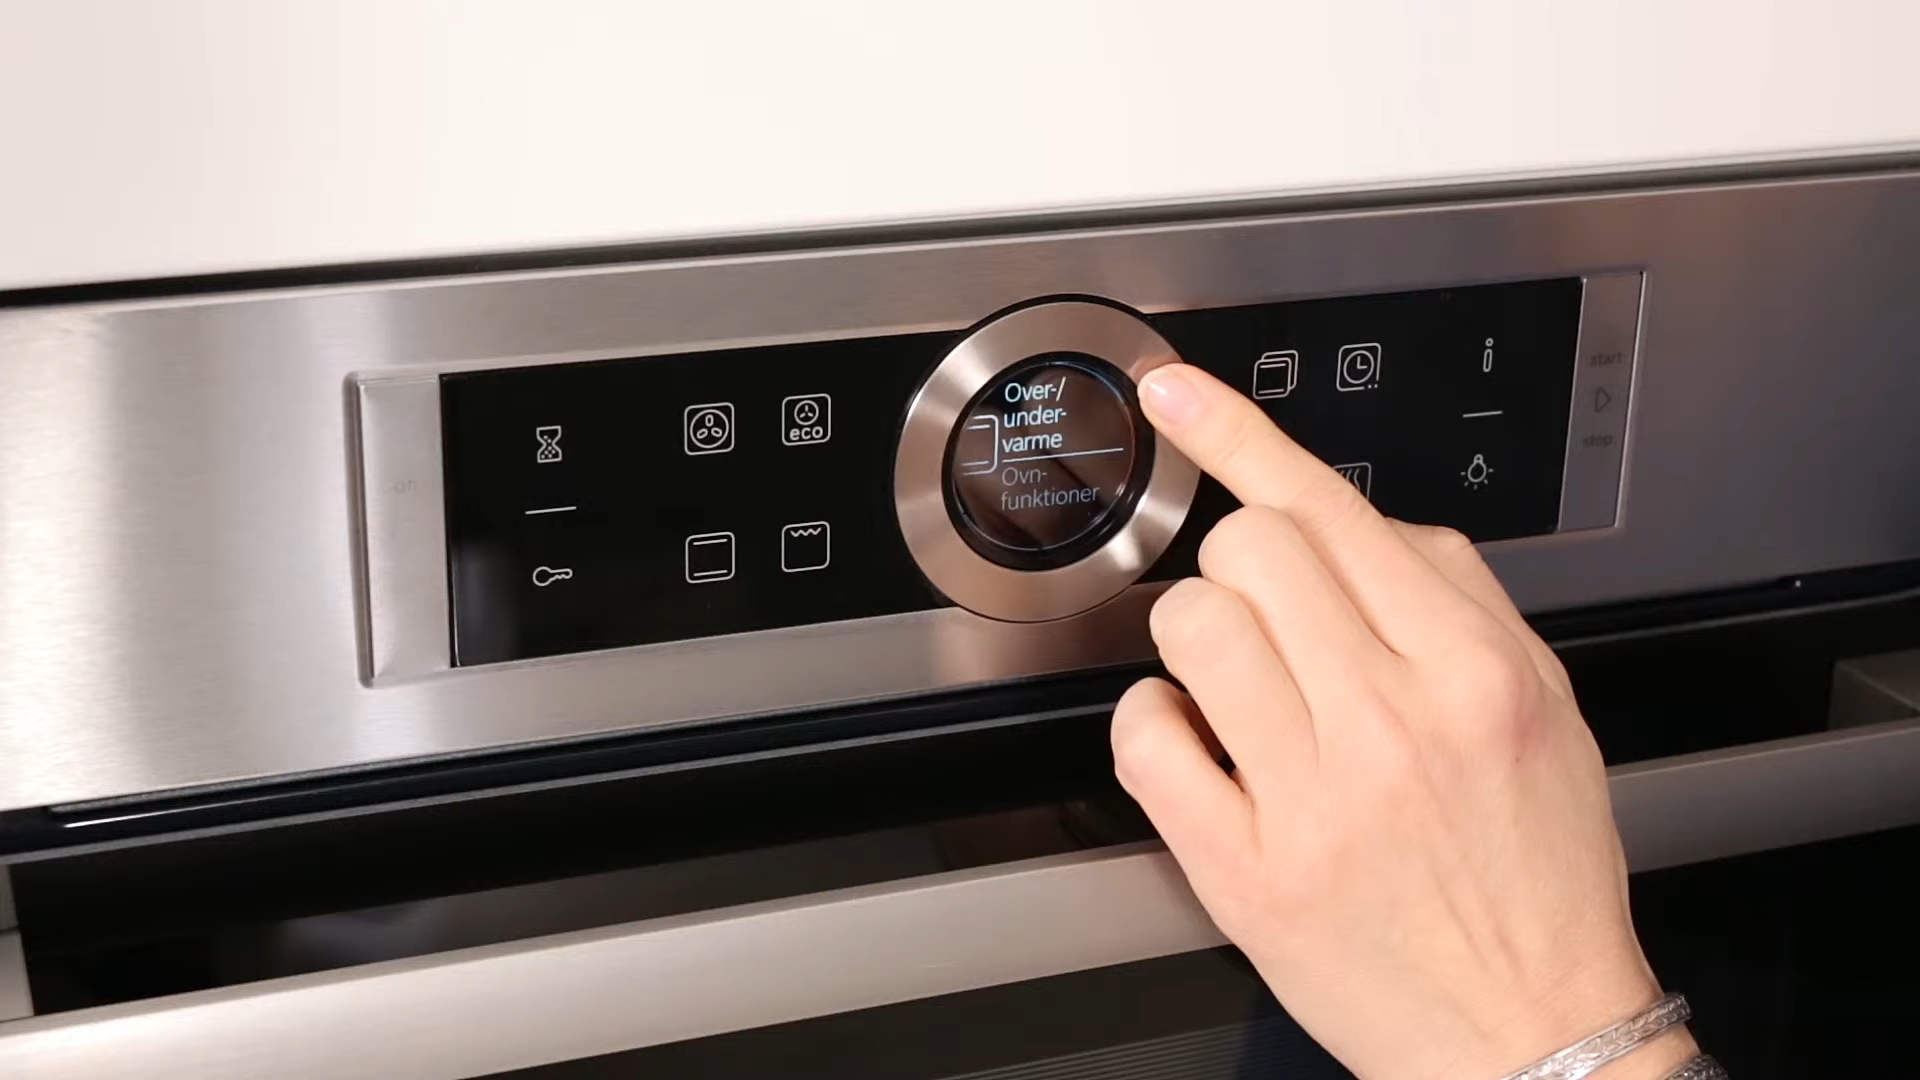 on
eco
Over-/
under-
varme
Ovn-
funktioner
start
stop